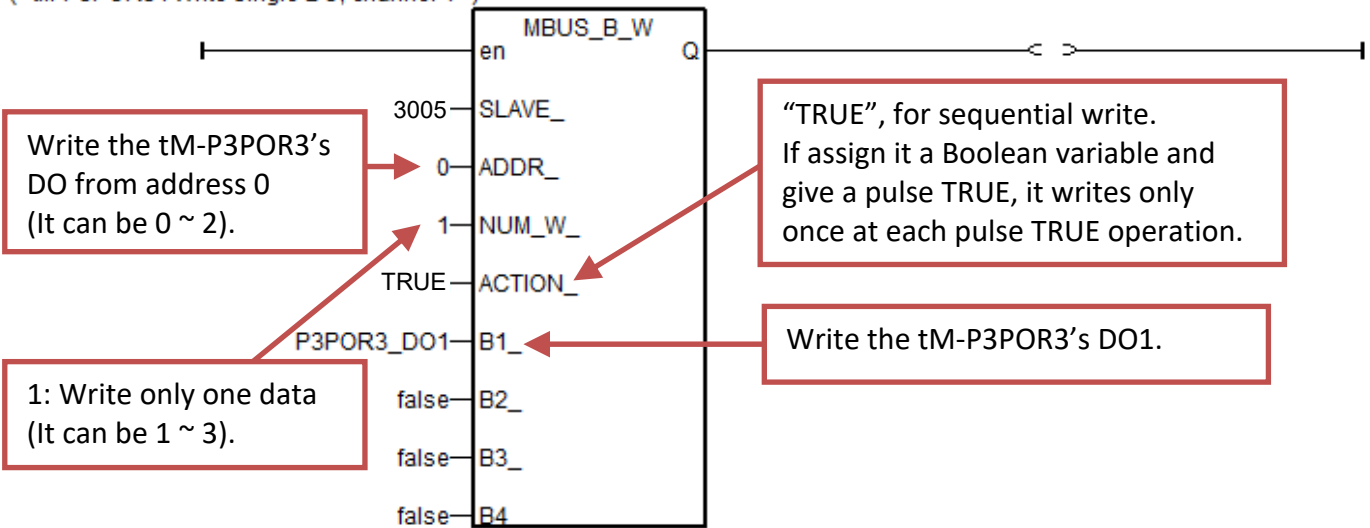 MBUS_B_W
en Q
3005 SLAVE_
0 ADDR_
1 NUM_W_
TRUE ACTION_
P3POR3_DO1 B1_
false B2_
false B3_
false B4
Write the tM-P3POR3’s
DO from address 0
(It can be 0 ~ 2).
1: Write only one data
(It can be 1 ~ 3).
“TRUE”, for sequential write.
If assign it a Boolean variable and
give a pulse TRUE, it writes only
once at each pulse TRUE operation.
Write the tM-P3POR3’s DO1.